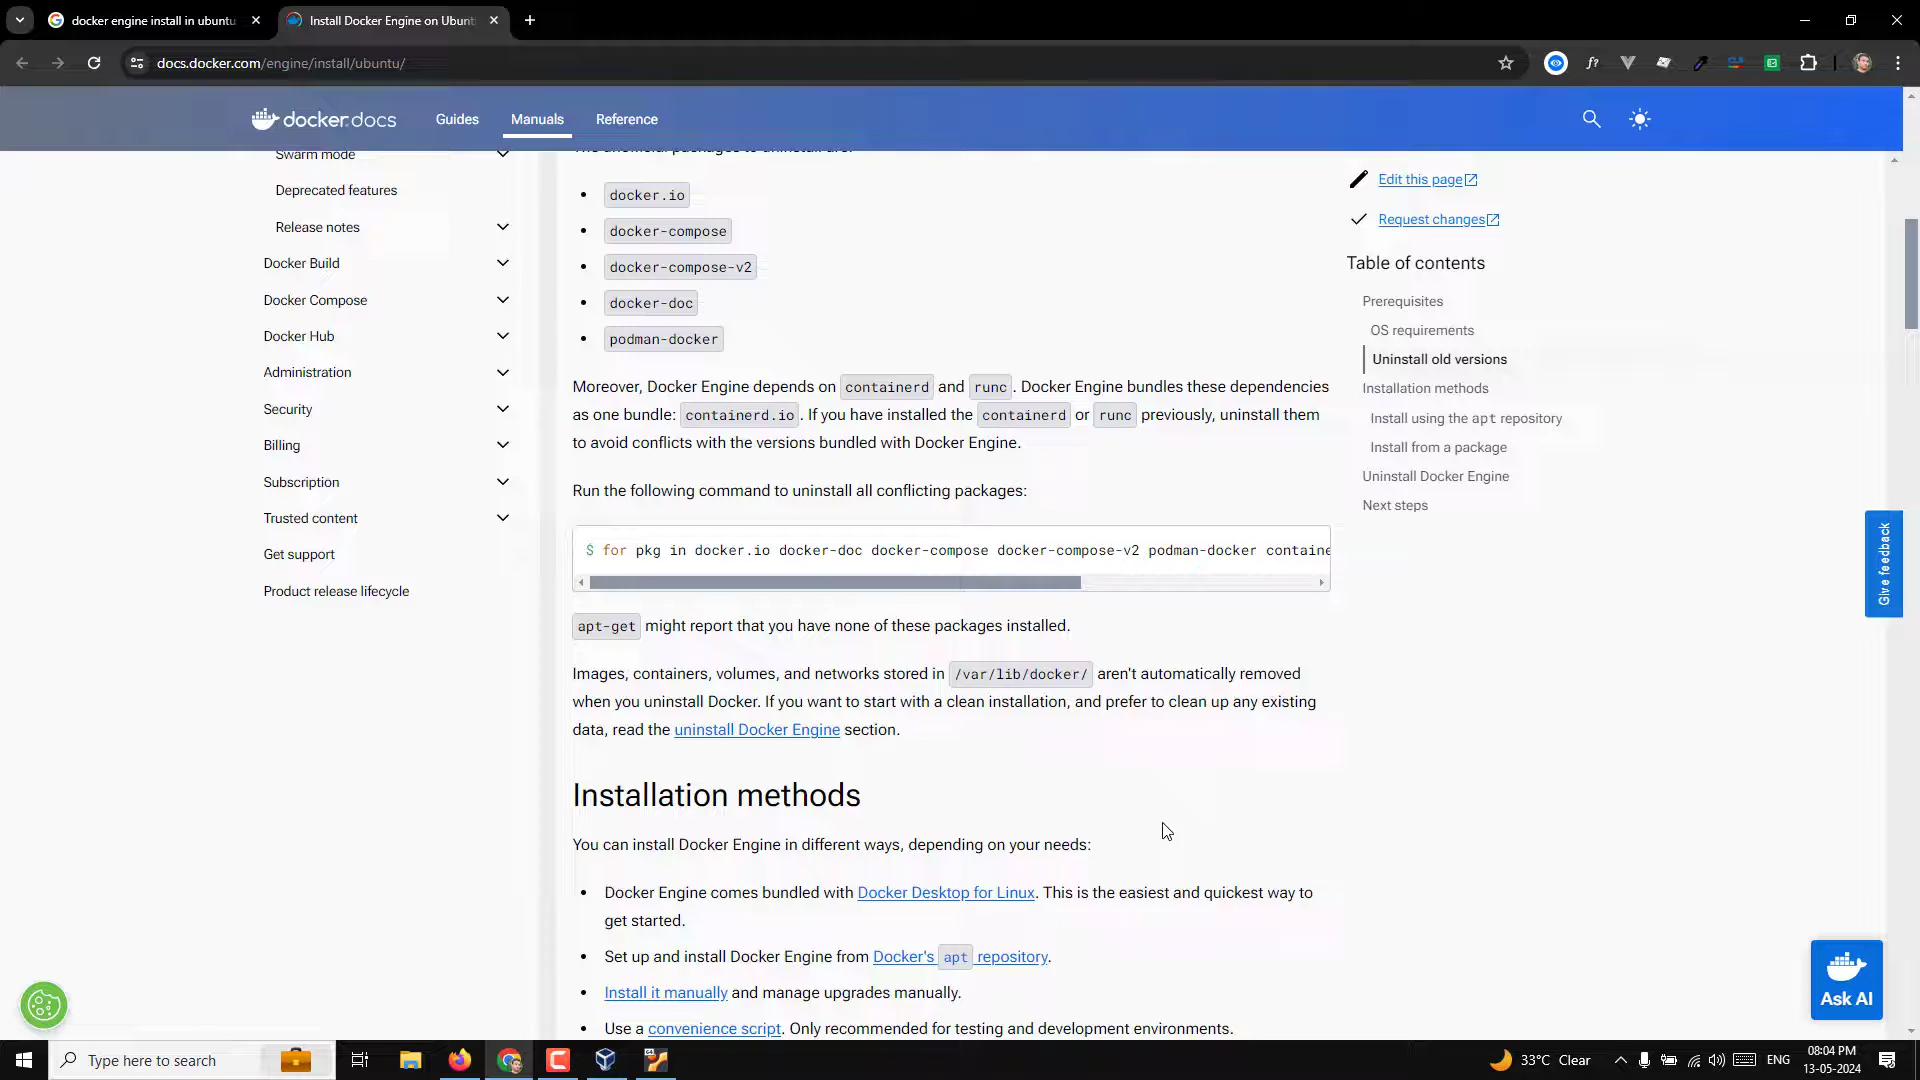 docker engine install in ubuntu
Install Docker Engine on Ubunt
docs.docker.com/engine/install/ubuntu/
f?
docker.docs
Guides
Manuals
Reference
Swarm mode
Deprecated features
Release notes
Docker Build
Docker Compose
Docker Hub
Administration
Security
Billing
Subscription
Trusted content
Get support
Product release lifecycle
The unofficial packages to uninstall are:
docker.io
docker-compose
docker-compose-v2
docker-doc
podman-docker
Moreover, Docker Engine depends on containerd and runc. Docker Engine bundles these dependencies
as one bundle: containerd.io. If you have installed the containerd or runc previously, uninstall them
to avoid conflicts with the versions bundled with Docker Engine.
Run the following command to uninstall all conflicting packages:
$ for pkg in docker.io docker-doc docker-compose docker-compose-v2 podman-docker containe
apt-get might report that you have none of these packages installed.
Images, containers, volumes, and networks stored in /var/lib/docker/ aren't automatically removed
when you uninstall Docker. If you want to start with a clean installation, and prefer to clean up any existing
data, read the uninstall Docker Engine section.
Installation methods
You can install Docker Engine in different ways, depending on your needs:
Docker Engine comes bundled with Docker Desktop for Linux. This is the easiest and quickest way to
get started.
Set up and install Docker Engine from Docker's apt repository.
Install it manually and manage upgrades manually.
Use a convenience script. Only recommended for testing and development environments.
Edit this page
Request changes
Table of contents
Prerequisites
OS requirements
Uninstall old versions
Installation methods
Install using the apt repository
Install from a package
Uninstall Docker Engine
Next steps
Give feedback
Ask AI
Type here to search
33°C Clear
ENG
08:04 PM
13-05-2024